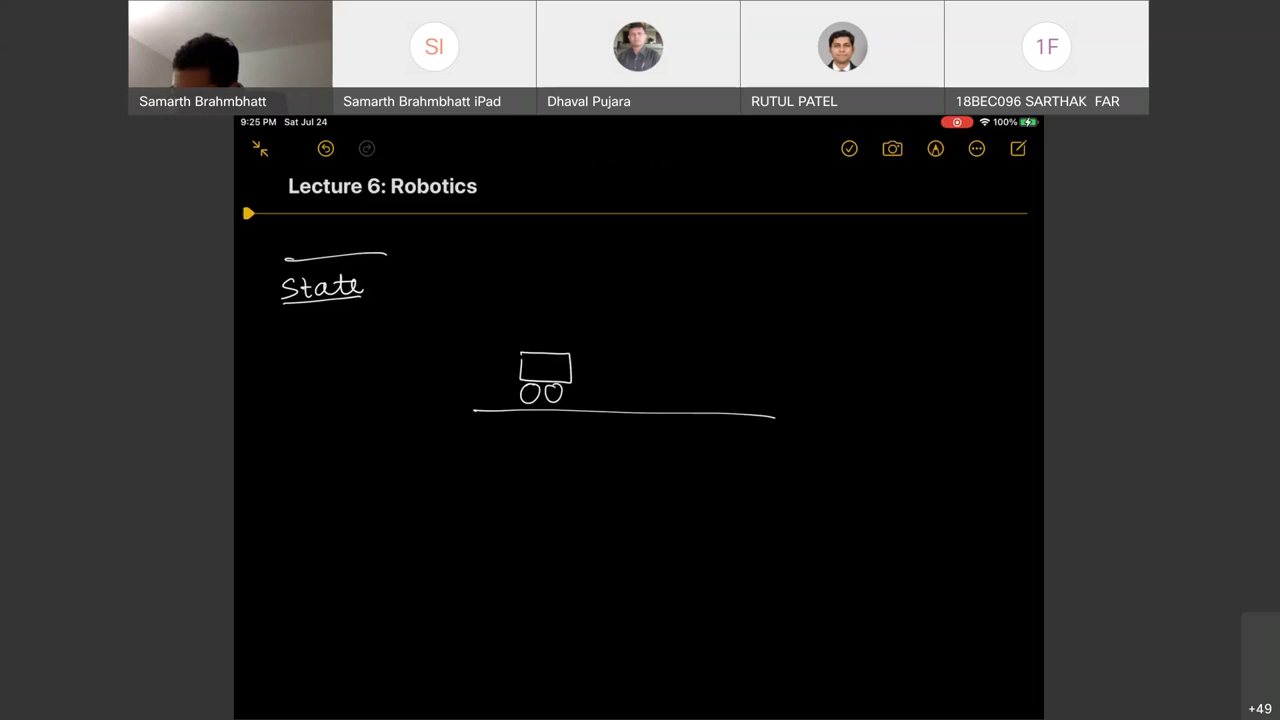 SI
1F
Samarth Brahmbhatt
Samarth Brahmbhatt iPad
Dhaval Pujara
RUTUL PATEL
18BEC096 SARTHAK FAR
9:25 PM Sat Jul 24
100%
Lecture 6: Robotics
State
+49